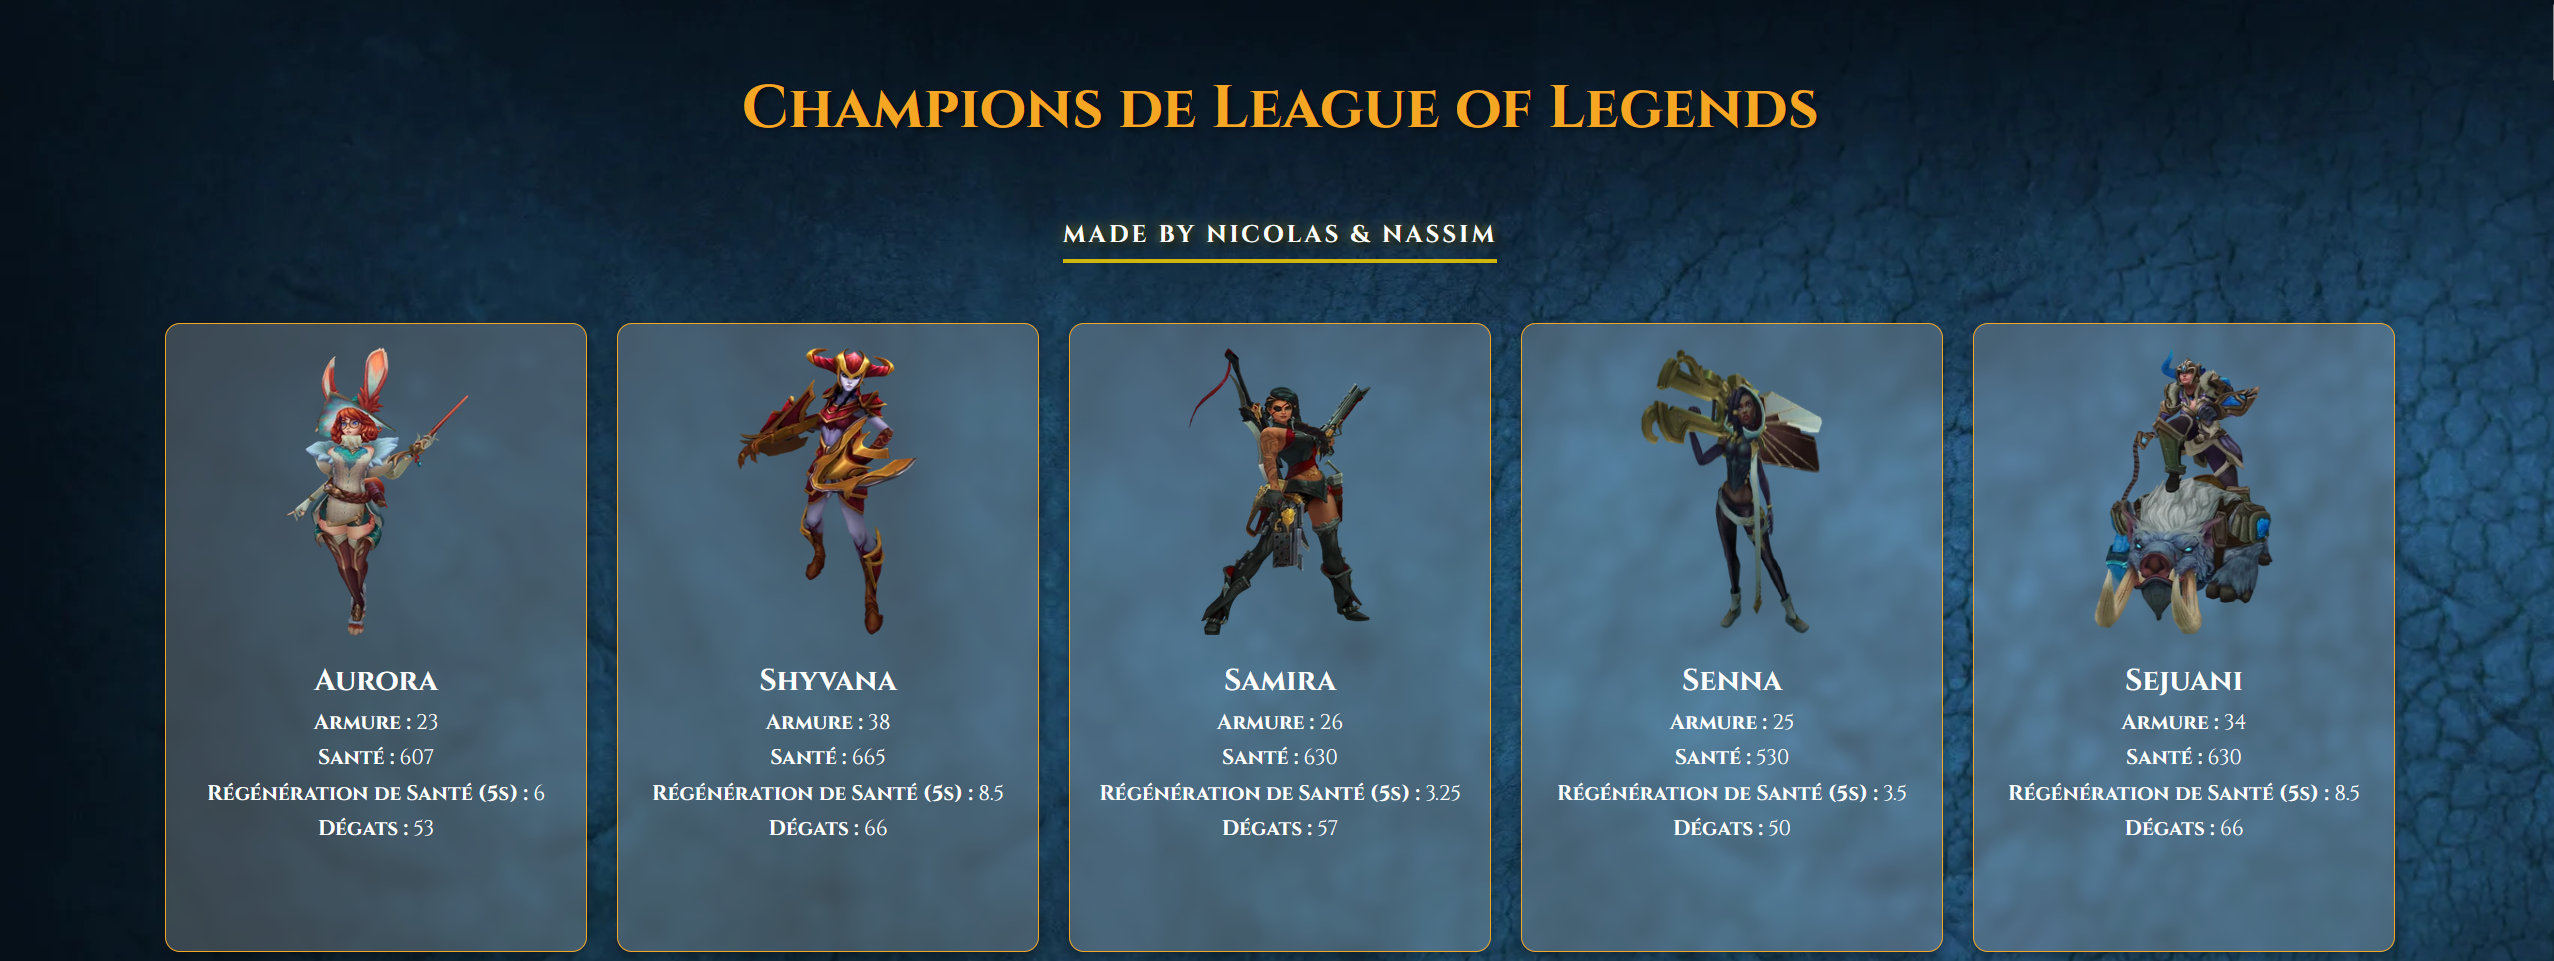 Champions de League of Legends
MADE BY NICOLAS & NASSIM
Aurora
Armure : 23
Santé : 607
Régénération de Santé (5s) : 6
Dégats : 53
Shyvana
Armure : 38
Santé : 665
Régénération de Santé (5s) : 8.5
Dégats : 66
Samira
Armure : 26
Santé : 630
Régénération de Santé (5s) : 3.25
Dégats : 57
Senna
Armure : 25
Santé : 530
Régénération de Santé (5s) : 3.5
Dégats : 50
Sejuani
Armure : 34
Santé : 630
Régénération de Santé (5s) : 8.5
Dégats : 66